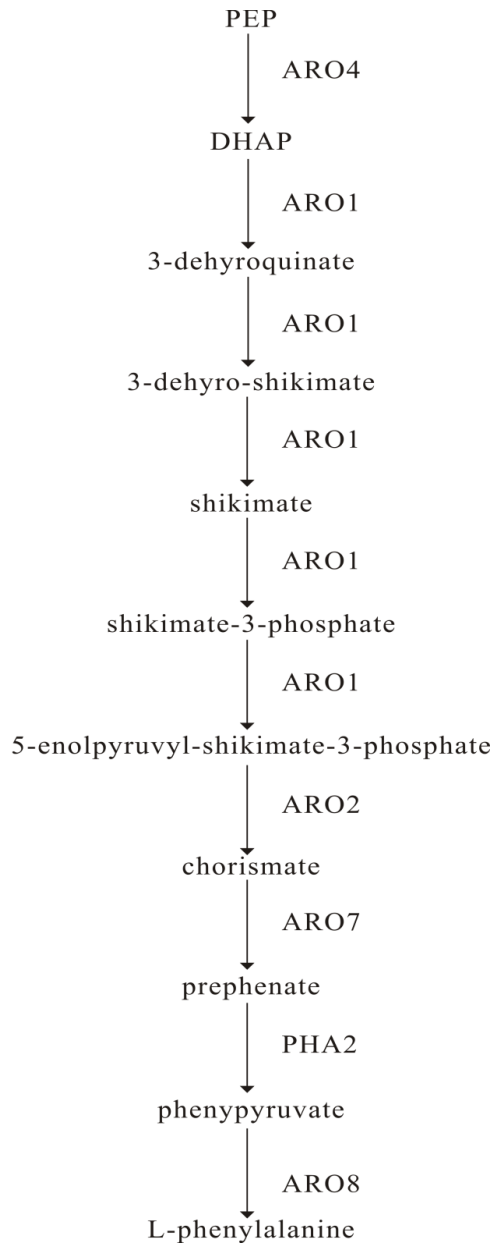 PEP
ARO4
DHAP
ARO1
3-dehyroquinate
ARO1
3-dehyro-shikimate
ARO1
shikimate
ARO1
shikimate-3-phosphate
ARO1
5-enolpyruvyl-shikimate-3-phosphate
ARO2
chorismate
ARO7
prephenate
PHA2
phenypyruvate
ARO8
L-phenylalanine